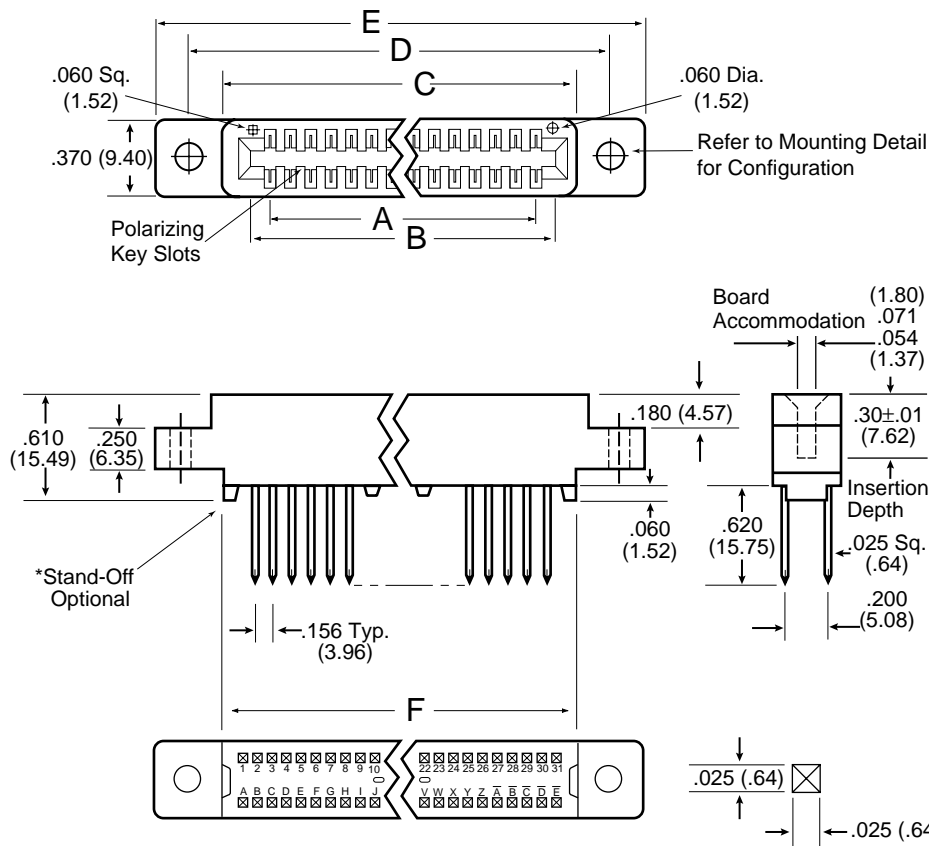 E
D
.060 Sq.
(1.52)
C
.060 Dia.
(1.52)
.370 (9.40)
Refer to Mounting Detail
for Configuration
A
B
Polarizing
Key Slots
Board
Accommodation
(1.80)
.071
.054
(1.37)
.610
(15.49)
.250
(6.35)
.180 (4.57)
.30±.01
(7.62)
Insertion
Depth
.060
(1.52)
.620
(15.75)
.025 Sq.
(.64)
*Stand-Off
Optional
.200
(5.08)
.156 Typ.
(3.96)
F
1 2 3 4 5 6 7 8 9 10 22 23 24 25 26 27 28 29 30 31
A B C D E F G H I J V W X Y Z A̅ B̅ C̅ D̅ E̅
.025 (.64)
.025 (.64